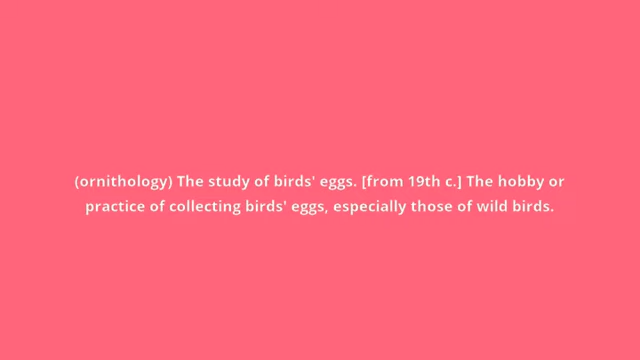 (ornithology) The study of birds' eggs. [from 19th c.] The hobby or
practice of collecting birds' eggs, especially those of wild birds.